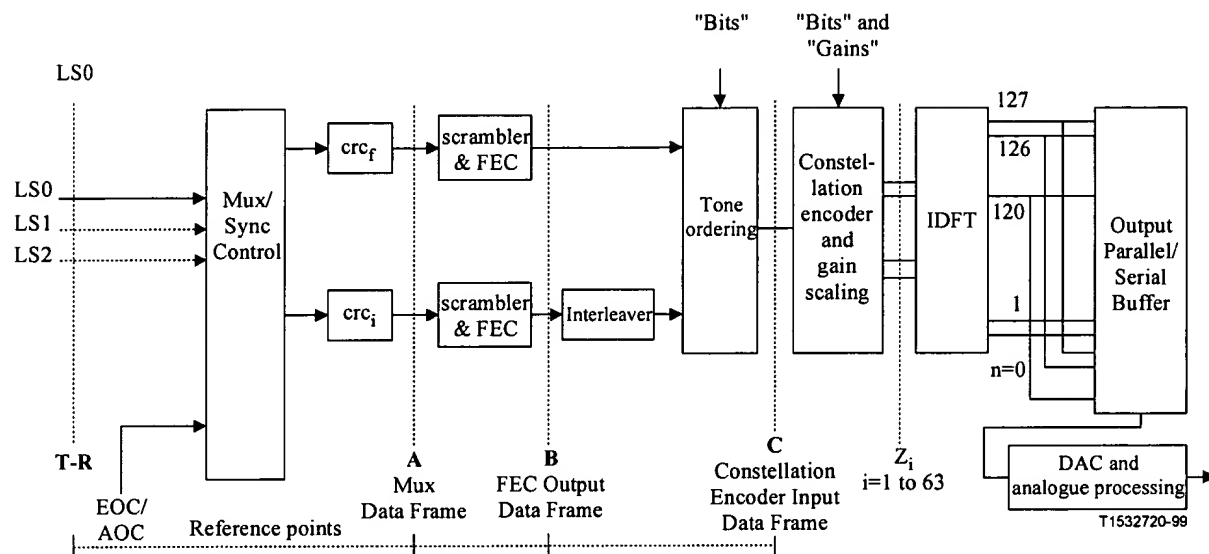 "Bits"
"Bits" and
"Gains"
LS0
127
126
120
1
n=0
crc_f
scrambler
& FEC
LS0
LS1
LS2
Mux/
Sync
Control
Tone
ordering
Constel-
lation
encoder
and
gain
scaling
IDFT
Output
Parallel/
Serial
Buffer
crc_i
scrambler
& FEC
Interleaver
T-R
EOC/
AOC
A
Mux
Data Frame
B
FEC Output
Data Frame
C
Constellation
Encoder Input
Data Frame
Z_i
i=1 to 63
DAC and
analogue processing
T1532720-99
Reference points